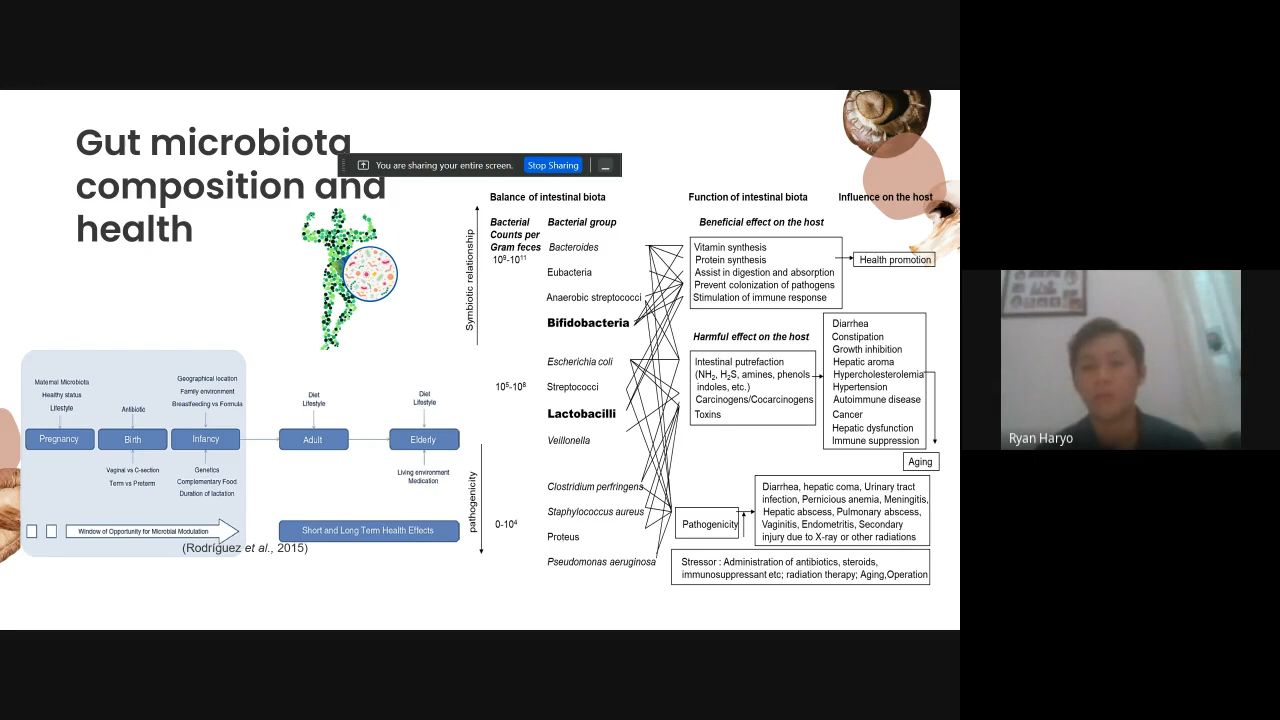 Gut microbiota
composition and
health
You are sharing your entire screen. Stop Sharing
Maternal Microbiota
Healthy status
Lifestyle
Pregnancy
Antibiotic
Birth
Vaginal vs C-section
Term vs Preterm
Geographical location
Family environment
Breastfeeding vs Formula
Infancy
Genetics
Complementary Food
Duration of lactation
Diet
Lifestyle
Adult
Diet
Lifestyle
Elderly
Living environment
Medication
Window of Opportunity for Microbial Modulation
Short and Long Term Health Effects
(Rodríguez et al., 2015)
Balance of intestinal biota
Symbiotic relationship
pathogenicity
Bacterial
Counts per
Gram feces
10⁹-10¹¹
10⁵-10⁸
0-10⁴
Bacterial group
Bacteroides
Eubacteria
Anaerobic streptococci
Bifidobacteria
Escherichia coli
Streptococci
Lactobacilli
Veillonella
Clostridium perfringens
Staphylococcus aureus
Proteus
Pseudomonas aeruginosa
Function of intestinal biota
Beneficial effect on the host
Vitamin synthesis
Protein synthesis
Assist in digestion and absorption
Prevent colonization of pathogens
Stimulation of immune response
Harmful effect on the host
Intestinal putrefaction
(NH₂, H₂S, amines, phenols
indoles, etc.)
Carcinogens/Cocarcinogens
Toxins
Pathogenicity
Influence on the host
Health promotion
Diarrhea
Constipation
Growth inhibition
Hepatic aroma
Hypercholesterolemia
Hypertension
Autoimmune disease
Cancer
Hepatic dysfunction
Immune suppression
Aging
Diarrhea, hepatic coma, Urinary tract
infection, Pernicious anemia, Meningitis,
Hepatic abscess, Pulmonary abscess,
Vaginitis, Endometritis, Secondary
injury due to X-ray or other radiations
Stressor : Administration of antibiotics, steroids,
immunosuppressant etc; radiation therapy; Aging,Operation
Ryan Haryo